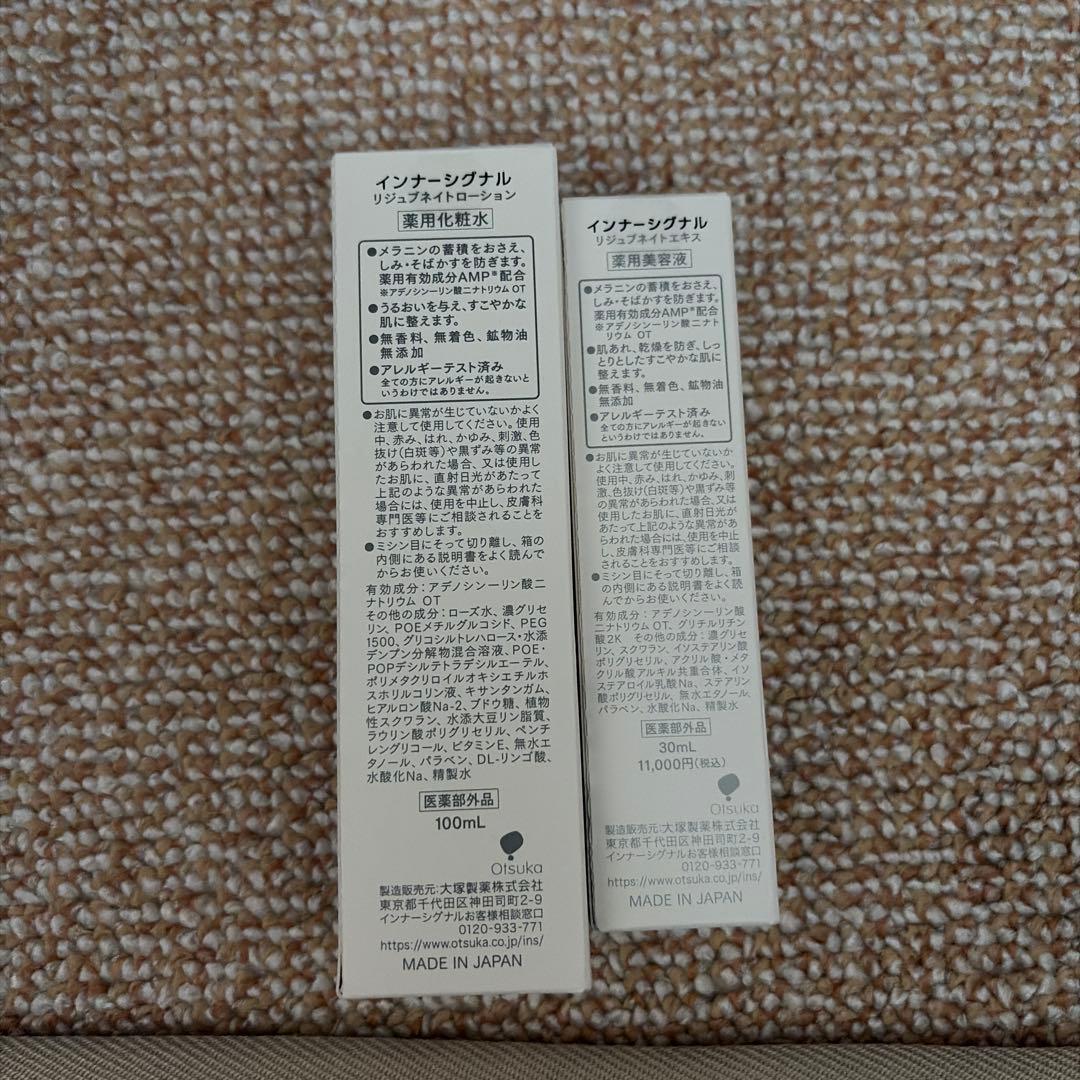 インナーシグナル
リジュブネイトローション
薬用化粧水
●メラニンの蓄積をおさえ、
しみ・そばかすを防ぎます。
薬用有効成分AMP※配合
※アデノシン一リン酸二ナトリウム OT
●うるおいを与え、すこやかな
肌に整えます。
●無香料、無着色、鉱物油
無添加
●アレルギーテスト済み
全ての方にアレルギーが起きないと
いうわけではありません。
●お肌に異常が生じていないかよく
注意して使用してください。使用
中、赤み、はれ、かゆみ、刺激、色
抜け(白斑等)や黒ずみ等の異常
があらわれた場合、又は使用し
たお肌に、直射日光があたって
上記のような異常があらわれた
場合には、使用を中止し、皮膚科
専門医等にご相談されることを
おすすめします。
●ミシン目にそって切り離し、箱の
内側にある説明書をよく読んで
からお使いください。
有効成分：アデノシン一リン酸二
ナトリウム OT
その他の成分：ローズ水、濃グリセ
リン、POEメチルグルコシド、PEG
1500、グリコシルトレハロース・水添
デンプン分解物混合溶液、POE・
POPデシルテトラデシルエーテル、
ポリメタクリロイルオキシエチルホ
スホリルコリン液、キサンタンガム、
ヒアルロン酸Na-2、ブドウ糖、植物
性スクワラン、水添大豆リン脂質、
ラウリン酸ポリグリセリル、ペンチ
レングリコール、ビタミンE、無水エ
タノール、パラベン、DL-リンゴ酸、
水酸化Na、精製水
医薬部外品
100mL
Otsuka
製造販売元：大塚製薬株式会社
東京都千代田区神田司町2-9
インナーシグナルお客様相談窓口
0120-933-771
https://www.otsuka.co.jp/ins/
MADE IN JAPAN
インナーシグナル
リジュブネイトエキス
薬用美容液
●メラニンの蓄積をおさえ、
しみ・そばかすを防ぎます。
薬用有効成分AMP※配合
※アデノシン一リン酸二ナト
リウム OT
●肌あれ、乾燥を防ぎ、しっ
とりとしたすこやかな肌に
整えます。
●無香料、無着色、鉱物油
無添加
●アレルギーテスト済み
全ての方にアレルギーが起きない
というわけではありません。
●お肌に異常が生じていないか
よく注意して使用してください。
使用中、赤み、はれ、かゆみ、刺
激、色抜け(白斑等)や黒ずみ等
の異常があらわれた場合、又は
使用したお肌に、直射日光が
あたって上記のような異常があ
らわれた場合には、使用を中止
し、皮膚科専門医等にご相談
されることをおすすめします。
●ミシン目にそって切り離し、箱
の内側にある説明書をよく読
んでからお使いください。
有効成分：アデノシン一リン酸
二ナトリウム OT、グリチルリチン
酸2K その他の成分：濃グリセ
リン、スクワラン、イソステアリン酸
ポリグリセリル、アクリル酸・メタ
クリル酸アルキル共重合体、イソ
ステアロイル乳酸Na、ステアリン
酸ポリグリセリル、無水エタノール、
パラベン、水酸化Na、精製水
医薬部外品
30mL
11,000円(税込)
Otsuka
製造販売元：大塚製薬株式会社
東京都千代田区神田司町2-9
インナーシグナルお客様相談窓口
0120-933-771
https://www.otsuka.co.jp/ins/
MADE IN JAPAN